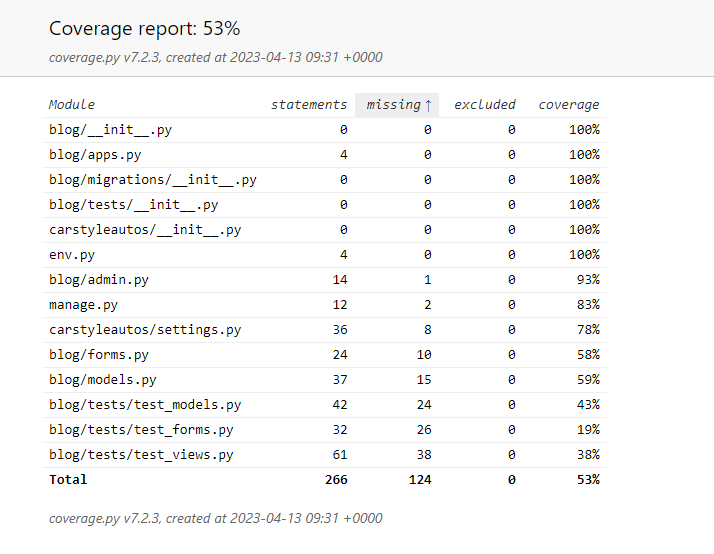 Coverage report: 53%
coverage.py v7.2.3, created at 2023-04-13 09:31 +0000
Module statements missing ↑ excluded coverage
blog/__init__.py 0 0 0 100%
blog/apps.py 4 0 0 100%
blog/migrations/__init__.py 0 0 0 100%
blog/tests/__init__.py 0 0 0 100%
carstyleautos/__init__.py 0 0 0 100%
env.py 4 0 0 100%
blog/admin.py 14 1 0 93%
manage.py 12 2 0 83%
carstyleautos/settings.py 36 8 0 78%
blog/forms.py 24 10 0 58%
blog/models.py 37 15 0 59%
blog/tests/test_models.py 42 24 0 43%
blog/tests/test_forms.py 32 26 0 19%
blog/tests/test_views.py 61 38 0 38%
Total 266 124 0 53%
coverage.py v7.2.3, created at 2023-04-13 09:31 +0000